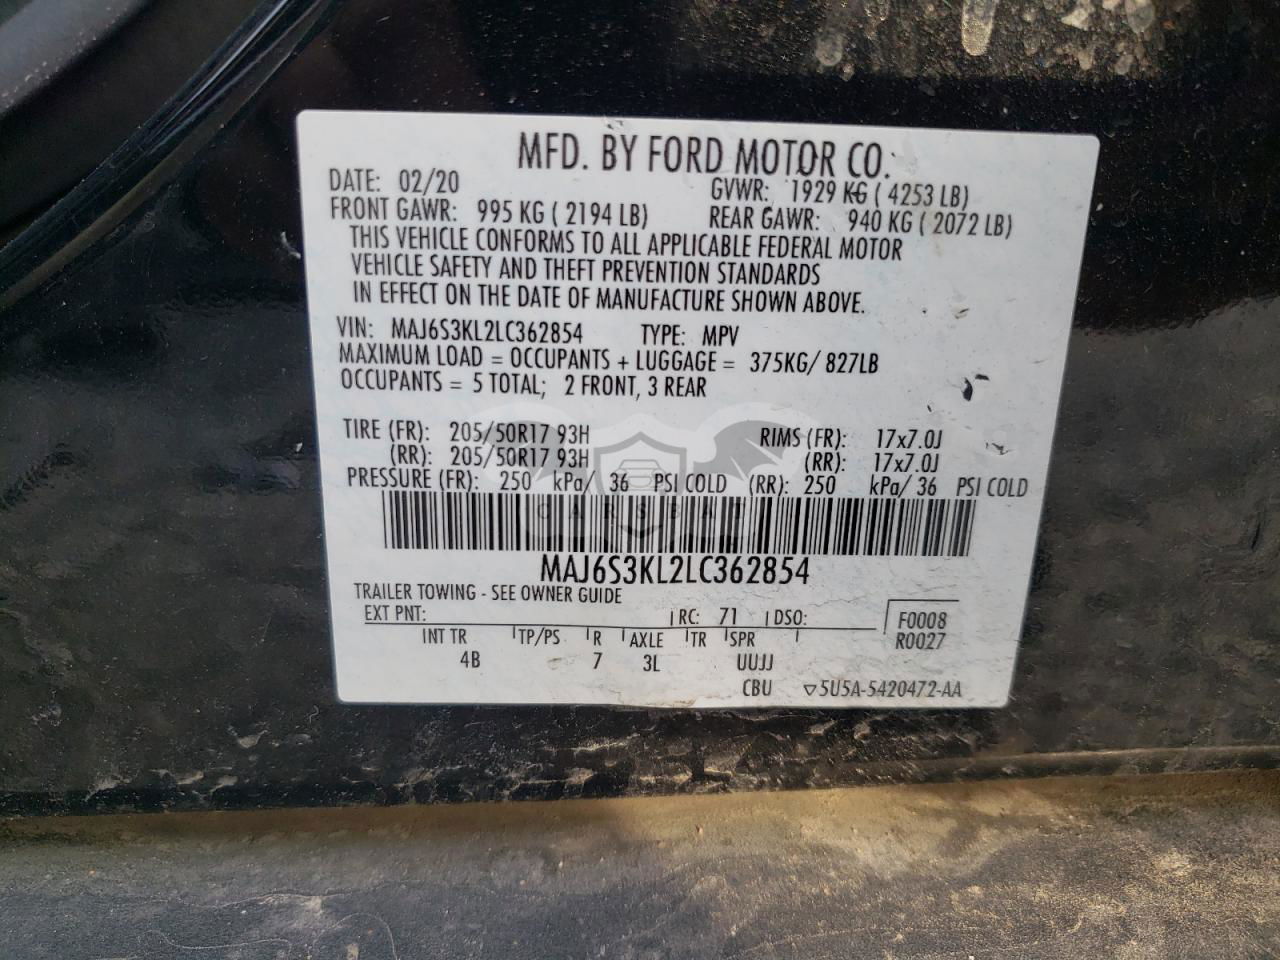 MFD. BY FORD MOTOR CO.
DATE: 02/20 GVWR: 1929 KG ( 4253 LB)
FRONT GAWR: 995 KG ( 2194 LB) REAR GAWR: 940 KG ( 2072 LB)
THIS VEHICLE CONFORMS TO ALL APPLICABLE FEDERAL MOTOR
VEHICLE SAFETY AND THEFT PREVENTION STANDARDS
IN EFFECT ON THE DATE OF MANUFACTURE SHOWN ABOVE.
VIN: MAJ6S3KL2LC362854 TYPE: MPV
MAXIMUM LOAD = OCCUPANTS + LUGGAGE = 375KG/ 827LB
OCCUPANTS = 5 TOTAL; 2 FRONT, 3 REAR
TIRE (FR): 205/50R17 93H RIMS (FR): 17x7.0J
(RR): 205/50R17 93H (RR): 17x7.0J
PRESSURE (FR): 250 kPa/ 36 PSI COLD (RR): 250 kPa/ 36 PSI COLD
CARSBAT
MAJ6S3KL2LC362854
TRAILER TOWING - SEE OWNER GUIDE
EXT PNT: RC: 71 DSO: F0008
INT TR TP/PS R AXLE TR SPR R0027
4B 7 3L UUJJ
CBU 5U5A-5420472-AA